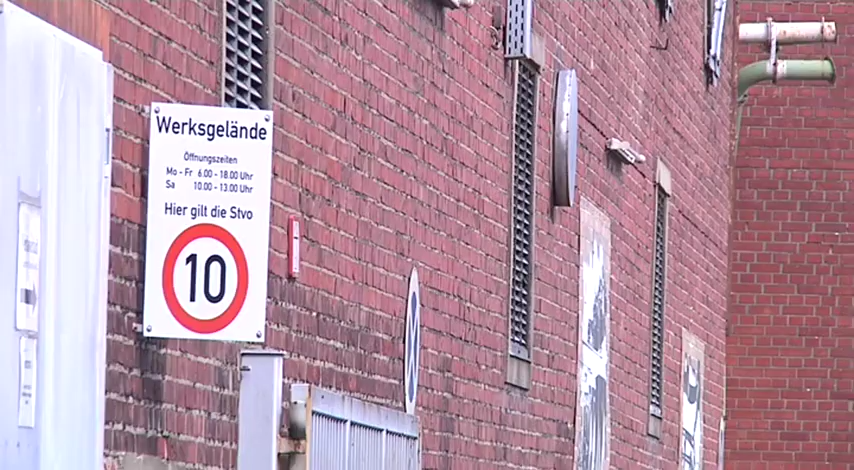 Werksgelände
Öffnungszeiten
Mo - Fr 6.00 - 18.00 Uhr
Sa 10.00 - 13.00 Uhr
Hier gilt die Stvo
10